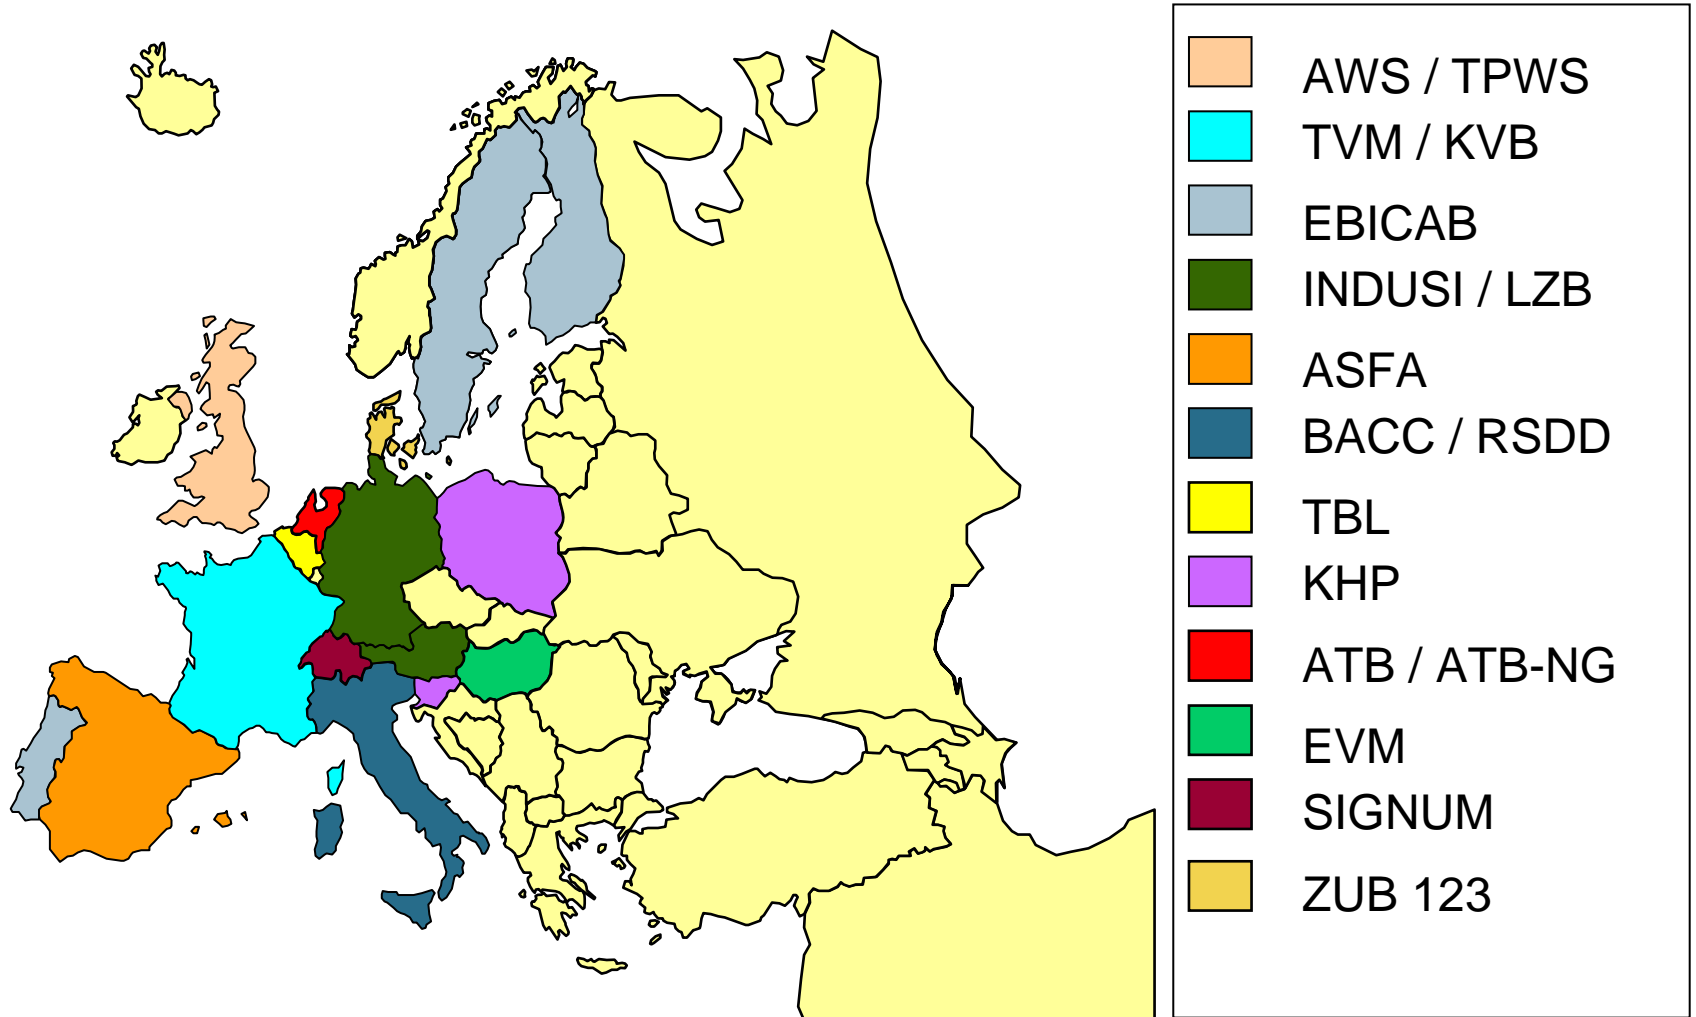 AWS / TPWS
TVM / KVB
EBICAB
INDUSI / LZB
ASFA
BACC / RSDD
TBL
KHP
ATB / ATB-NG
EVM
SIGNUM
ZUB 123